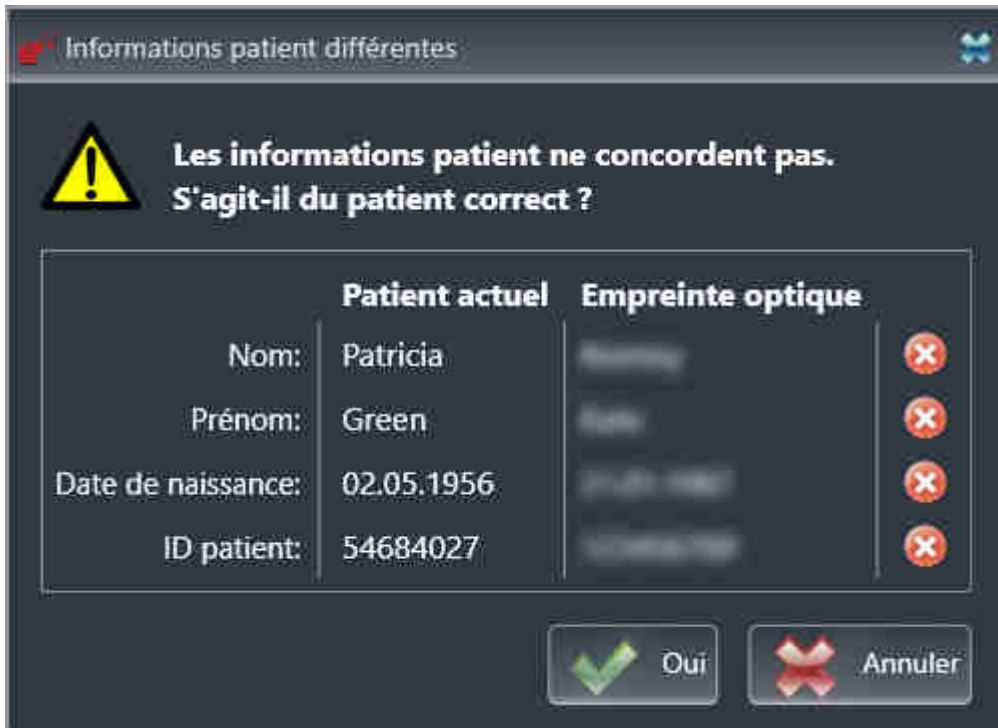 Informations patient différentes
Les informations patient ne concordent pas.
S'agit-il du patient correct ?
Patient actuel Empreinte optique
Nom: Patricia
Prénom: Green
Date de naissance: 02.05.1956
ID patient: 54684027
Oui Annuler